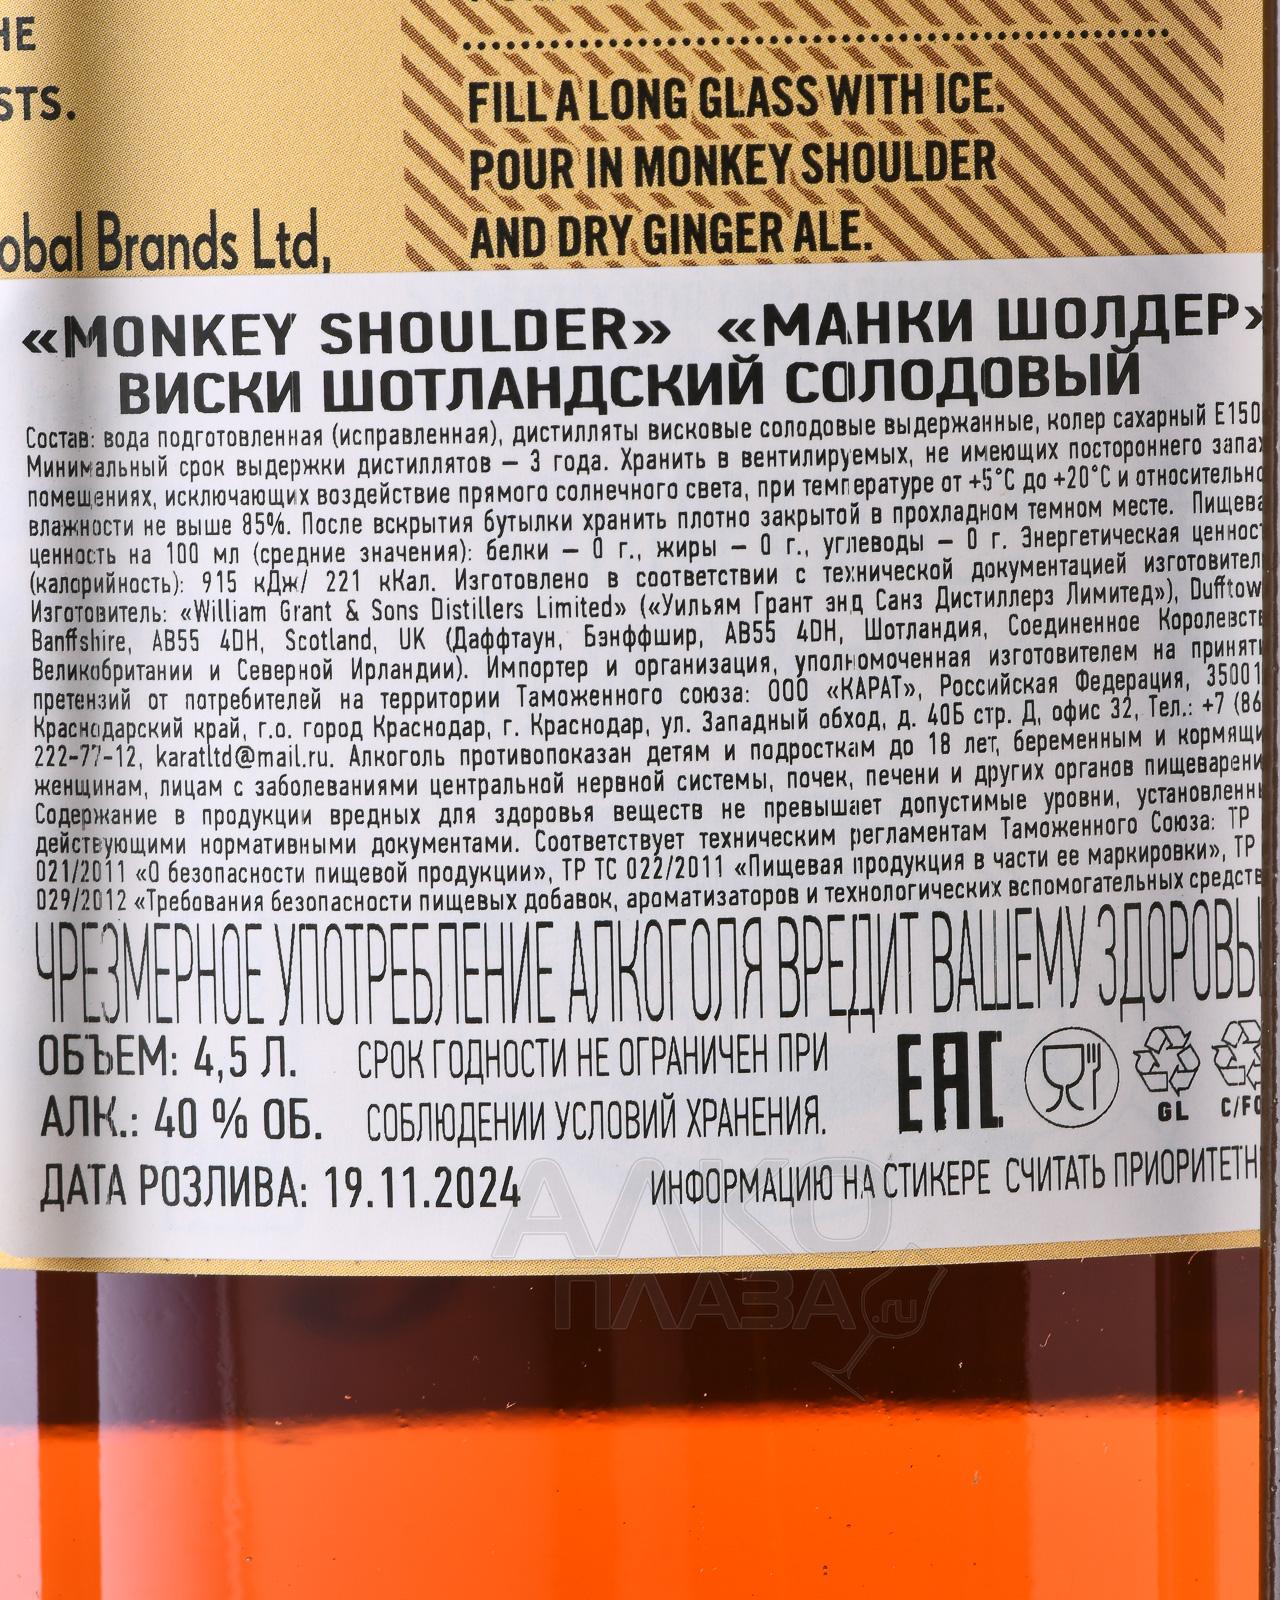 HE
STS.
FILL A LONG GLASS WITH ICE.
POUR IN MONKEY SHOULDER
AND DRY GINGER ALE.
obal Brands Ltd,
«MONKEY SHOULDER» «МАНКИ ШОЛДЕР»
ВИСКИ ШОТЛАНДСКИЙ СОЛОДОВЫЙ
Состав: вода подготовленная (исправленная), дистилляты висковые солодовые выдержанные, колер сахарный Е150
Минимальный срок выдержки дистиллятов – 3 года. Хранить в вентилируемых, не имеющих постороннего запах
помещениях, исключающих воздействие прямого солнечного света, при температуре от +5°С до +20°С и относительно
влажности не выше 85%. После вскрытия бутылки хранить плотно закрытой в прохладном темном месте. Пищева
ценность на 100 мл (средние значения): белки – 0 г., жиры – 0 г., углеводы – 0 г. Энергетическая ценност
(калорийность): 915 кДж/ 221 кКал. Изготовлено в соответствии с технической документацией изготовител
Изготовитель: «William Grant & Sons Distillers Limited» («Уильям Грант энд Санз Дистиллерз Лимитед»), Dufftow
Banffshire, AB55 4DH, Scotland, UK (Даффтаун, Бэнффшир, AB55 4DH, Шотландия, Соединенное Королевств
Великобритании и Северной Ирландии). Импортер и организация, уполномоченная изготовителем на принят
претензий от потребителей на территории Таможенного союза: ООО «КАРАТ», Российская Федерация, 35001
Краснодарский край, г.о. город Краснодар, г. Краснодар, ул. Западный обход, д. 40Б стр. Д, офис 32, Тел.: +7 (86
222-77-12, karatltd@mail.ru. Алкоголь противопоказан детям и подросткам до 18 лет, беременным и кормящи
женщинам, лицам с заболеваниями центральной нервной системы, почек, печени и других органов пищеварени
Содержание в продукции вредных для здоровья веществ не превышает допустимые уровни, установленн
действующими нормативными документами. Соответствует техническим регламентам Таможенного Союза: ТР
021/2011 «О безопасности пищевой продукции», ТР ТС 022/2011 «Пищевая продукция в части ее маркировки», ТР
029/2012 «Требования безопасности пищевых добавок, ароматизаторов и технологических вспомогательных средств
ЧРЕЗМЕРНОЕ УПОТРЕБЛЕНИЕ АЛКОГОЛЯ ВРЕДИТ ВАШЕМУ ЗДОРОВЬ
ОБЪЕМ: 4,5 Л. СРОК ГОДНОСТИ НЕ ОГРАНИЧЕН ПРИ
АЛК.: 40 % ОБ. СОБЛЮДЕНИИ УСЛОВИЙ ХРАНЕНИЯ.
EAC
GL C/FO
ДАТА РОЗЛИВА: 19.11.2024 ИНФОРМАЦИЮ НА СТИКЕРЕ СЧИТАТЬ ПРИОРИТЕТН
АЛКО
ПЛАЗА.ru